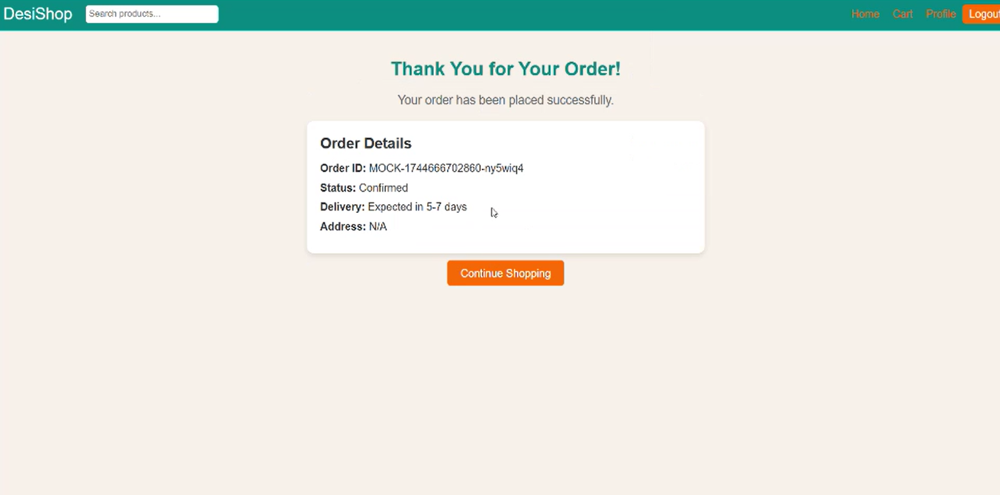 DesiShop Search products... Home Cart Profile Logout
Thank You for Your Order!
Your order has been placed successfully.
Order Details
Order ID: MOCK-1744666702860-ny5wiq4
Status: Confirmed
Delivery: Expected in 5-7 days
Address: N/A
Continue Shopping